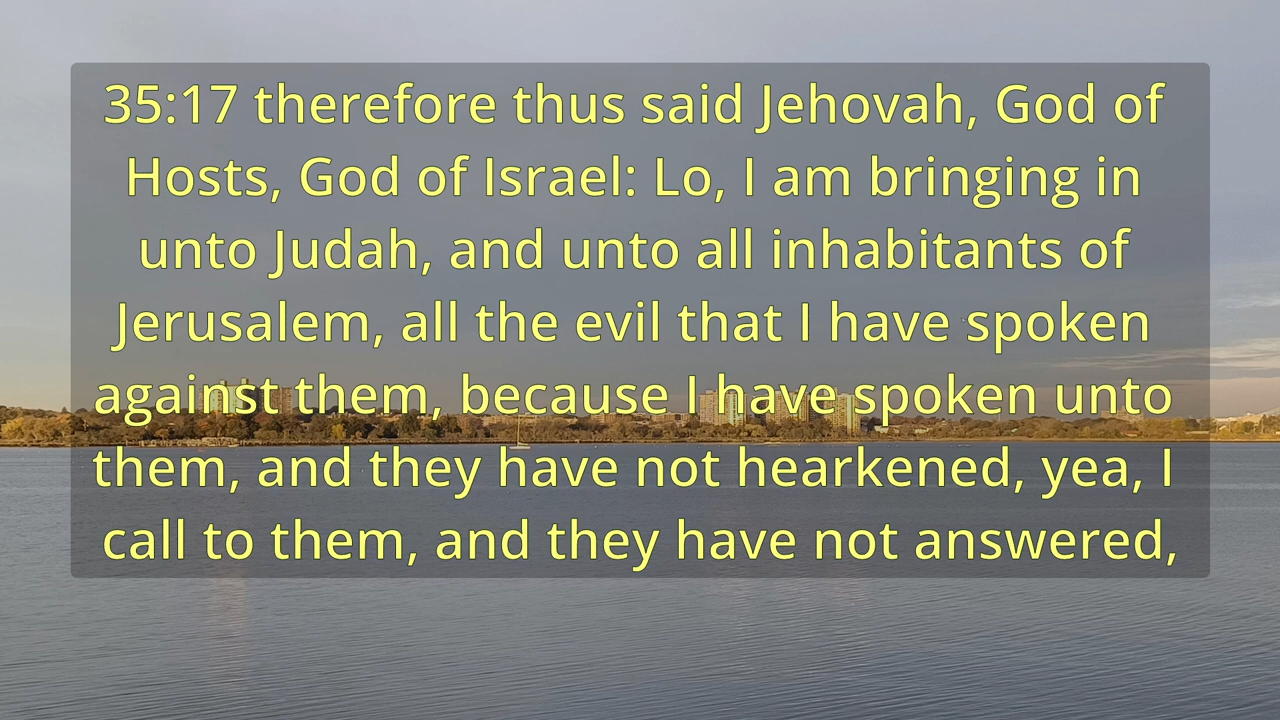 35:17 therefore thus said Jehovah, God of
Hosts, God of Israel: Lo, I am bringing in
unto Judah, and unto all inhabitants of
Jerusalem, all the evil that I have spoken
against them, because I have spoken unto
them, and they have not hearkened, yea, I
call to them, and they have not answered,